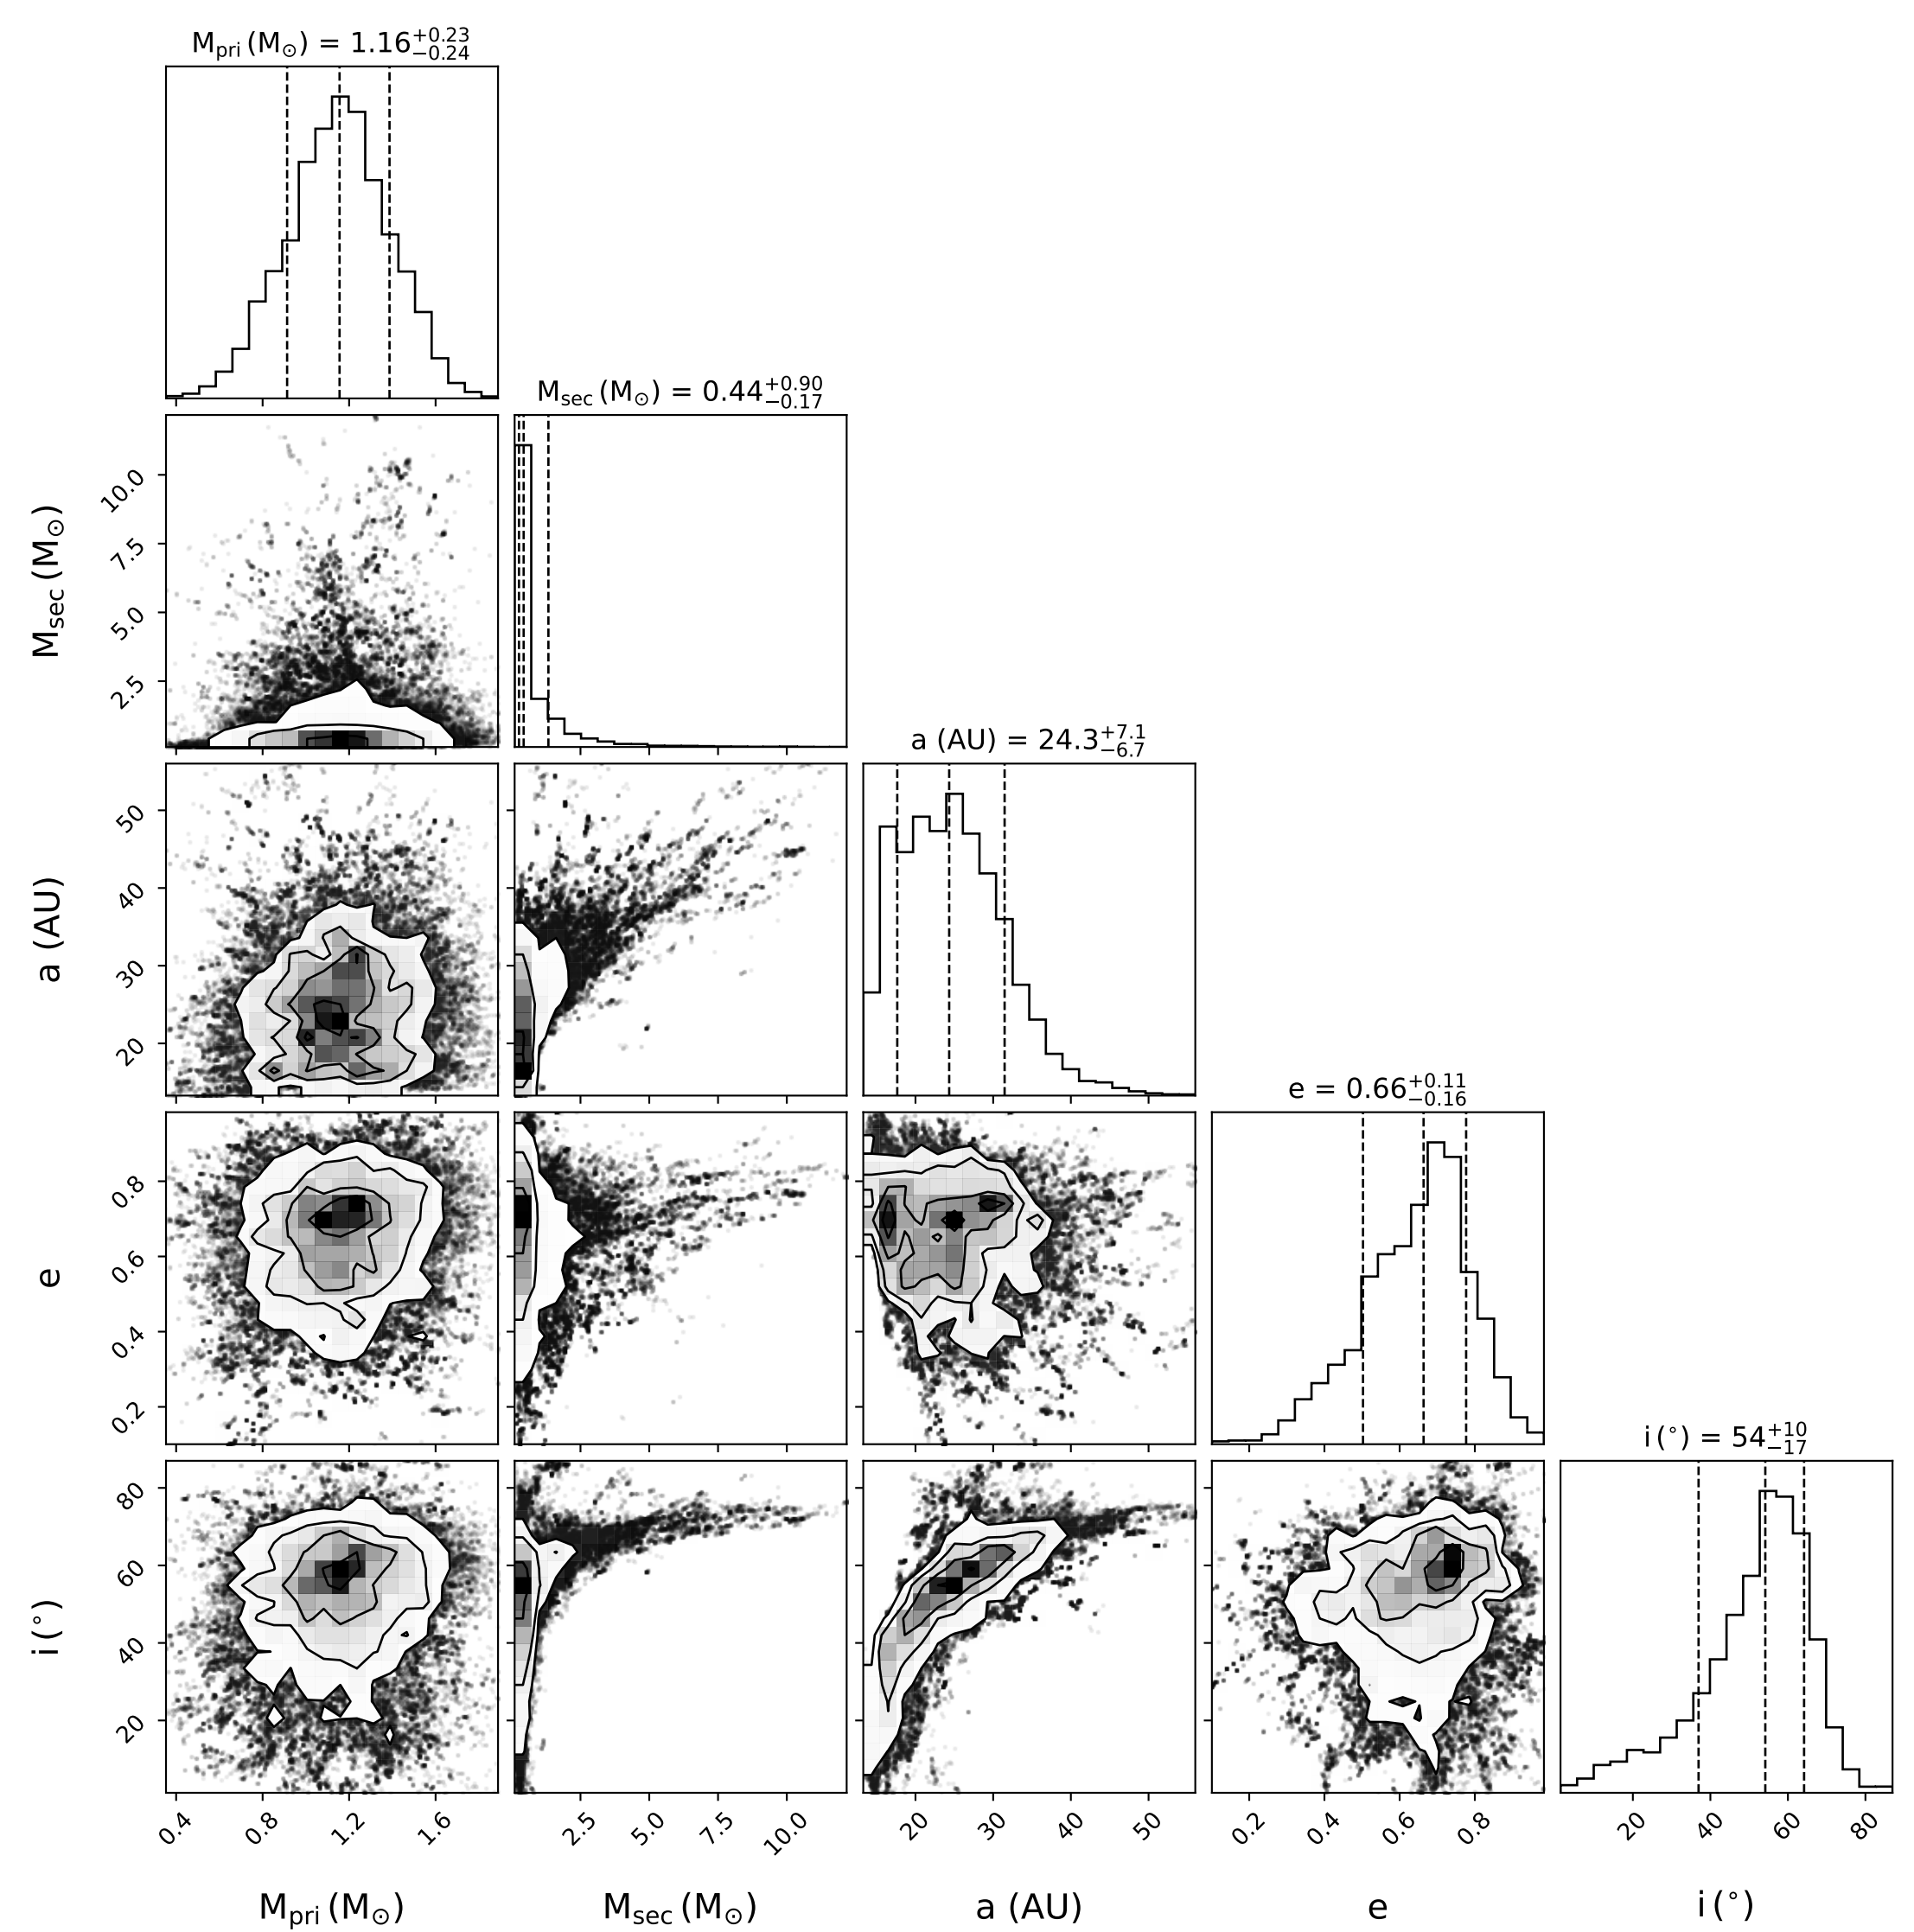 M_pri (M_⊙) = 1.16^{+0.23}_{−0.24}
M_sec (M_⊙) = 0.44^{+0.90}_{−0.17}
10.0
7.5
5.0
2.5
M_sec (M_⊙)
a (AU) = 24.3^{+7.1}_{−6.7}
50
40
30
20
a (AU)
e = 0.66^{+0.11}_{−0.16}
0.8
0.6
0.4
0.2
e
i (°) = 54^{+10}_{−17}
80
60
40
20
i (°)
0.4 0.8 1.2 1.6 2.5 5.0 7.5 10.0 20 30 40 50 0.2 0.4 0.6 0.8 20 40 60 80
M_pri (M_⊙) M_sec (M_⊙) a (AU) e i (°)